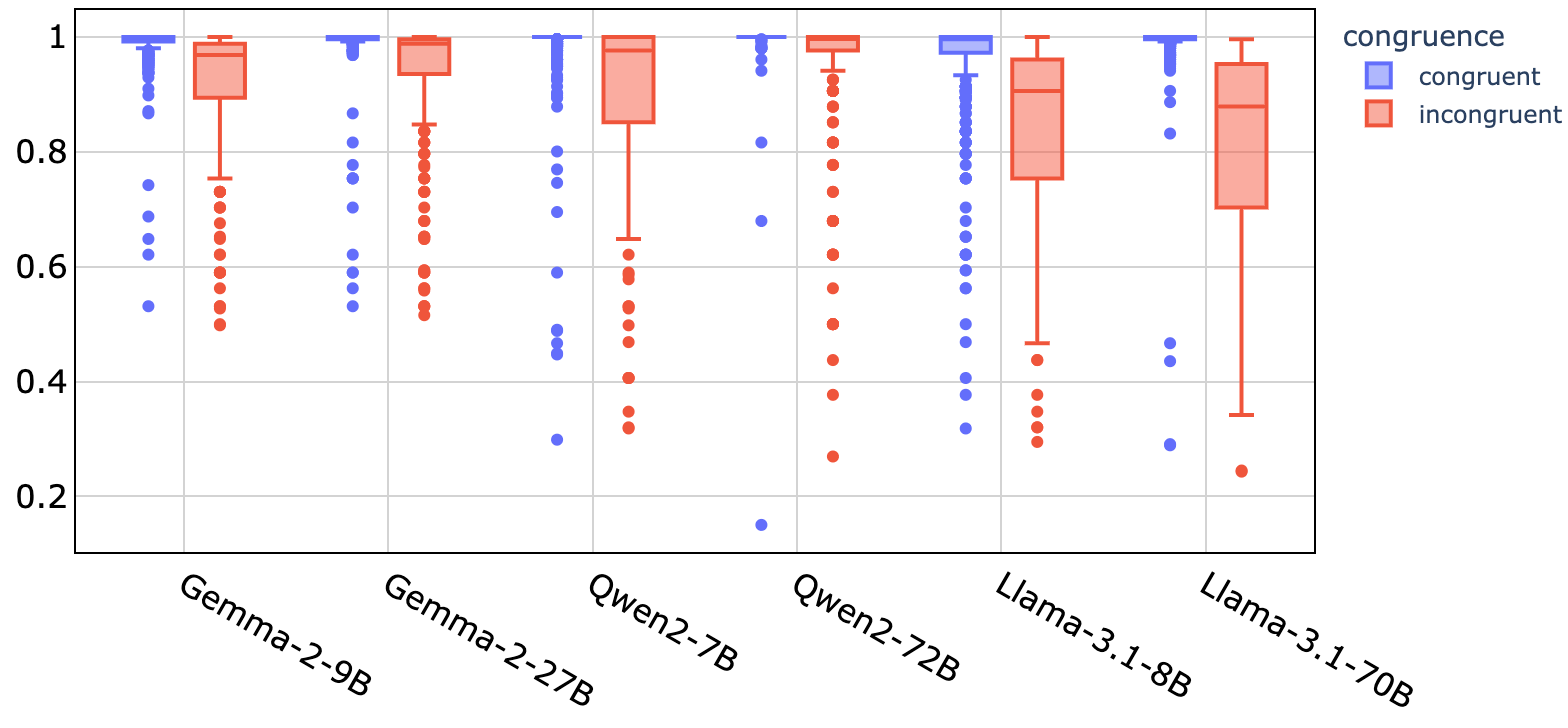 congruence
congruent
incongruent
1
0.8
0.6
0.4
0.2
Gemma-2-9B
Gemma-2-27B
Qwen2-7B
Qwen2-72B
Llama-3.1-8B
Llama-3.1-70B